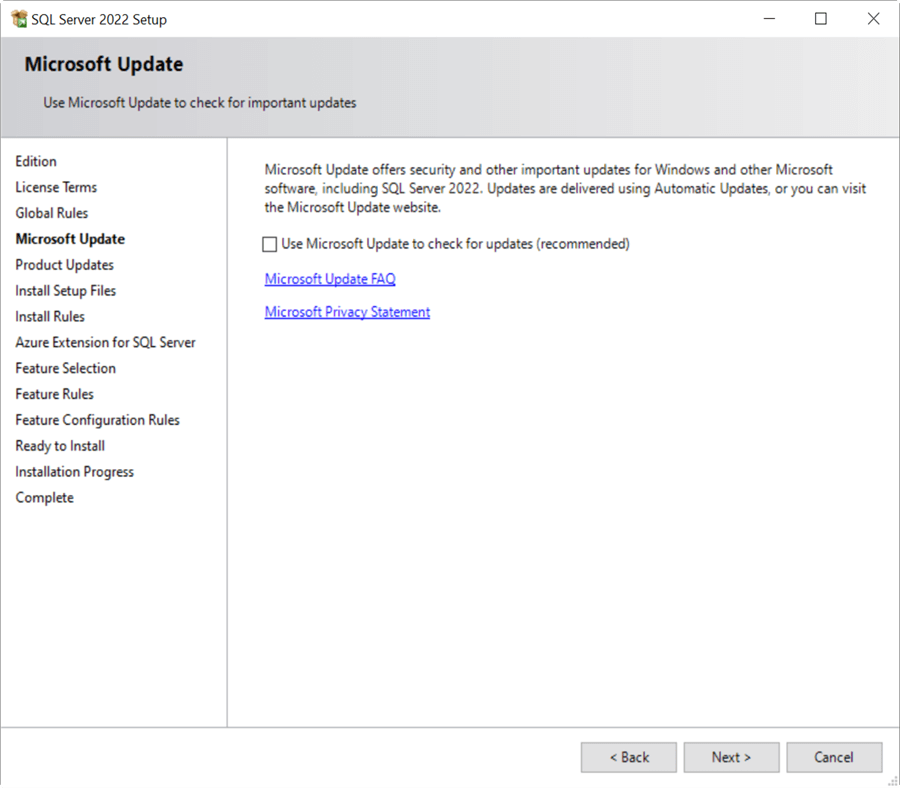 SQL Server 2022 Setup
Microsoft Update
Use Microsoft Update to check for important updates
Edition
License Terms
Global Rules
Microsoft Update
Product Updates
Install Setup Files
Install Rules
Azure Extension for SQL Server
Feature Selection
Feature Rules
Feature Configuration Rules
Ready to Install
Installation Progress
Complete
Microsoft Update offers security and other important updates for Windows and other Microsoft
software, including SQL Server 2022. Updates are delivered using Automatic Updates, or you can visit
the Microsoft Update website.
Use Microsoft Update to check for updates (recommended)
Microsoft Update FAQ
Microsoft Privacy Statement
< Back
Next >
Cancel